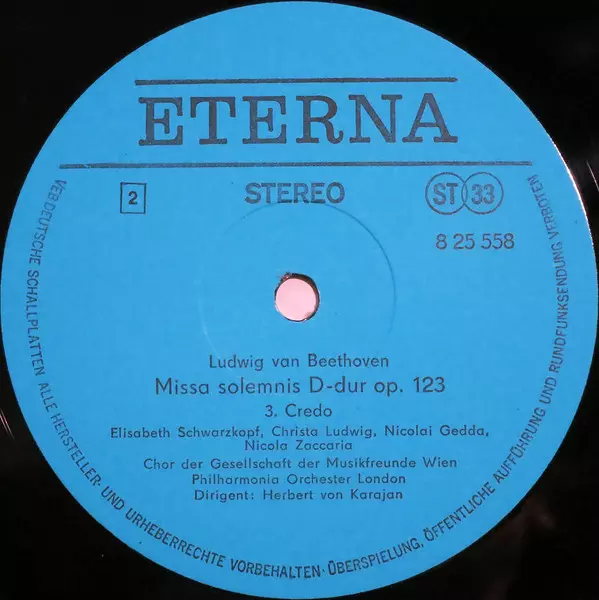 ETERNA
2 STEREO ST 33
8 25 558
Ludwig van Beethoven
Missa solemnis D-dur op. 123
3. Credo
Elisabeth Schwarzkopf, Christa Ludwig, Nicolai Gedda,
Nicola Zaccaria
Chor der Gesellschaft der Musikfreunde Wien
Philharmonia Orchester London
Dirigent: Herbert von Karajan
VEB DEUTSCHE SCHALLPLATTEN ALLE HERSTELLER- UND URHEBERRECHTE VORBEHALTEN · ÜBERSPIELUNG, ÖFFENTLICHE AUFFÜHRUNG UND RUNDFUNKSENDUNG VERBOTEN